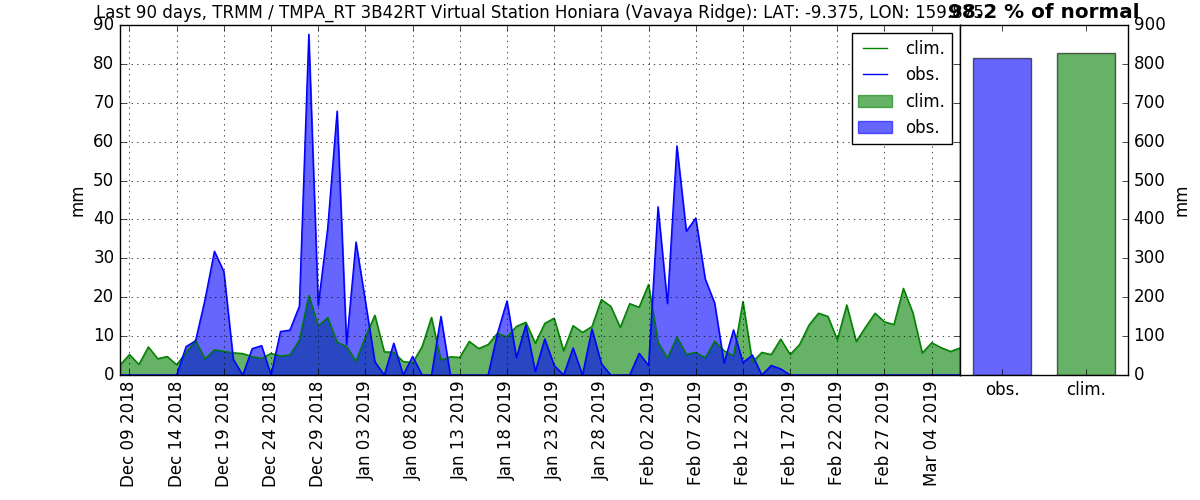 Last 90 days, TRMM / TMPA_RT 3B42RT Virtual Station Honiara (Vavaya Ridge): LAT: -9.375, LON: 159.875
98.2 % of normal
90
80
70
60
50
40
30
20
10
0
mm
clim.
obs.
clim.
obs.
900
800
700
600
500
400
300
200
100
0
mm
obs.
clim.
Dec 09 2018
Dec 14 2018
Dec 19 2018
Dec 24 2018
Dec 29 2018
Jan 03 2019
Jan 08 2019
Jan 13 2019
Jan 18 2019
Jan 23 2019
Jan 28 2019
Feb 02 2019
Feb 07 2019
Feb 12 2019
Feb 17 2019
Feb 22 2019
Feb 27 2019
Mar 04 2019